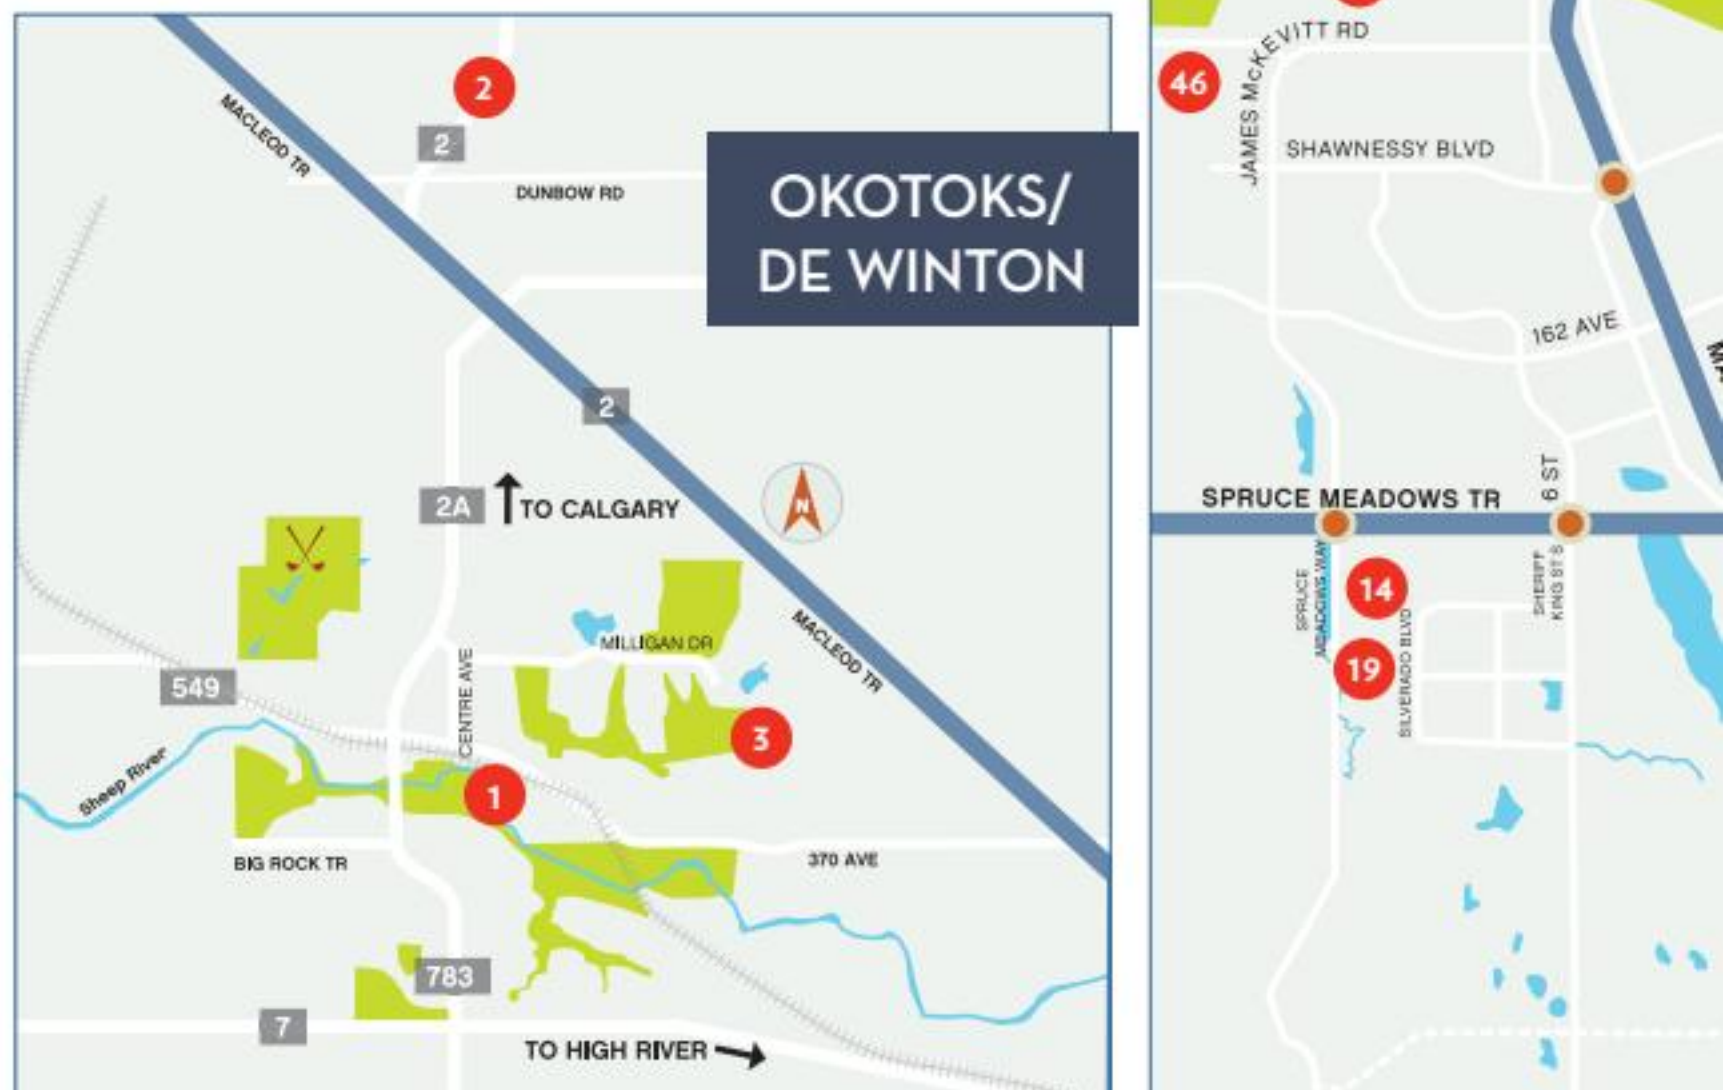 2
MACLEOD TR
2
DUNBOW RD
OKOTOKS/
DE WINTON
2
2A
TO CALGARY
N
MILLIGAN DR
MACLEOD TR
549
CENTRE AVE
3
Sheep River
1
BIG ROCK TR
370 AVE
783
7
TO HIGH RIVER
JAMES McKEVITT RD
46
SHAWNESSY BLVD
162 AVE
6 ST
SPRUCE MEADOWS TR
SPRUCE
MEADOWS WAY
14
SHERIFF
KING ST S
19
SILVERADO BLVD